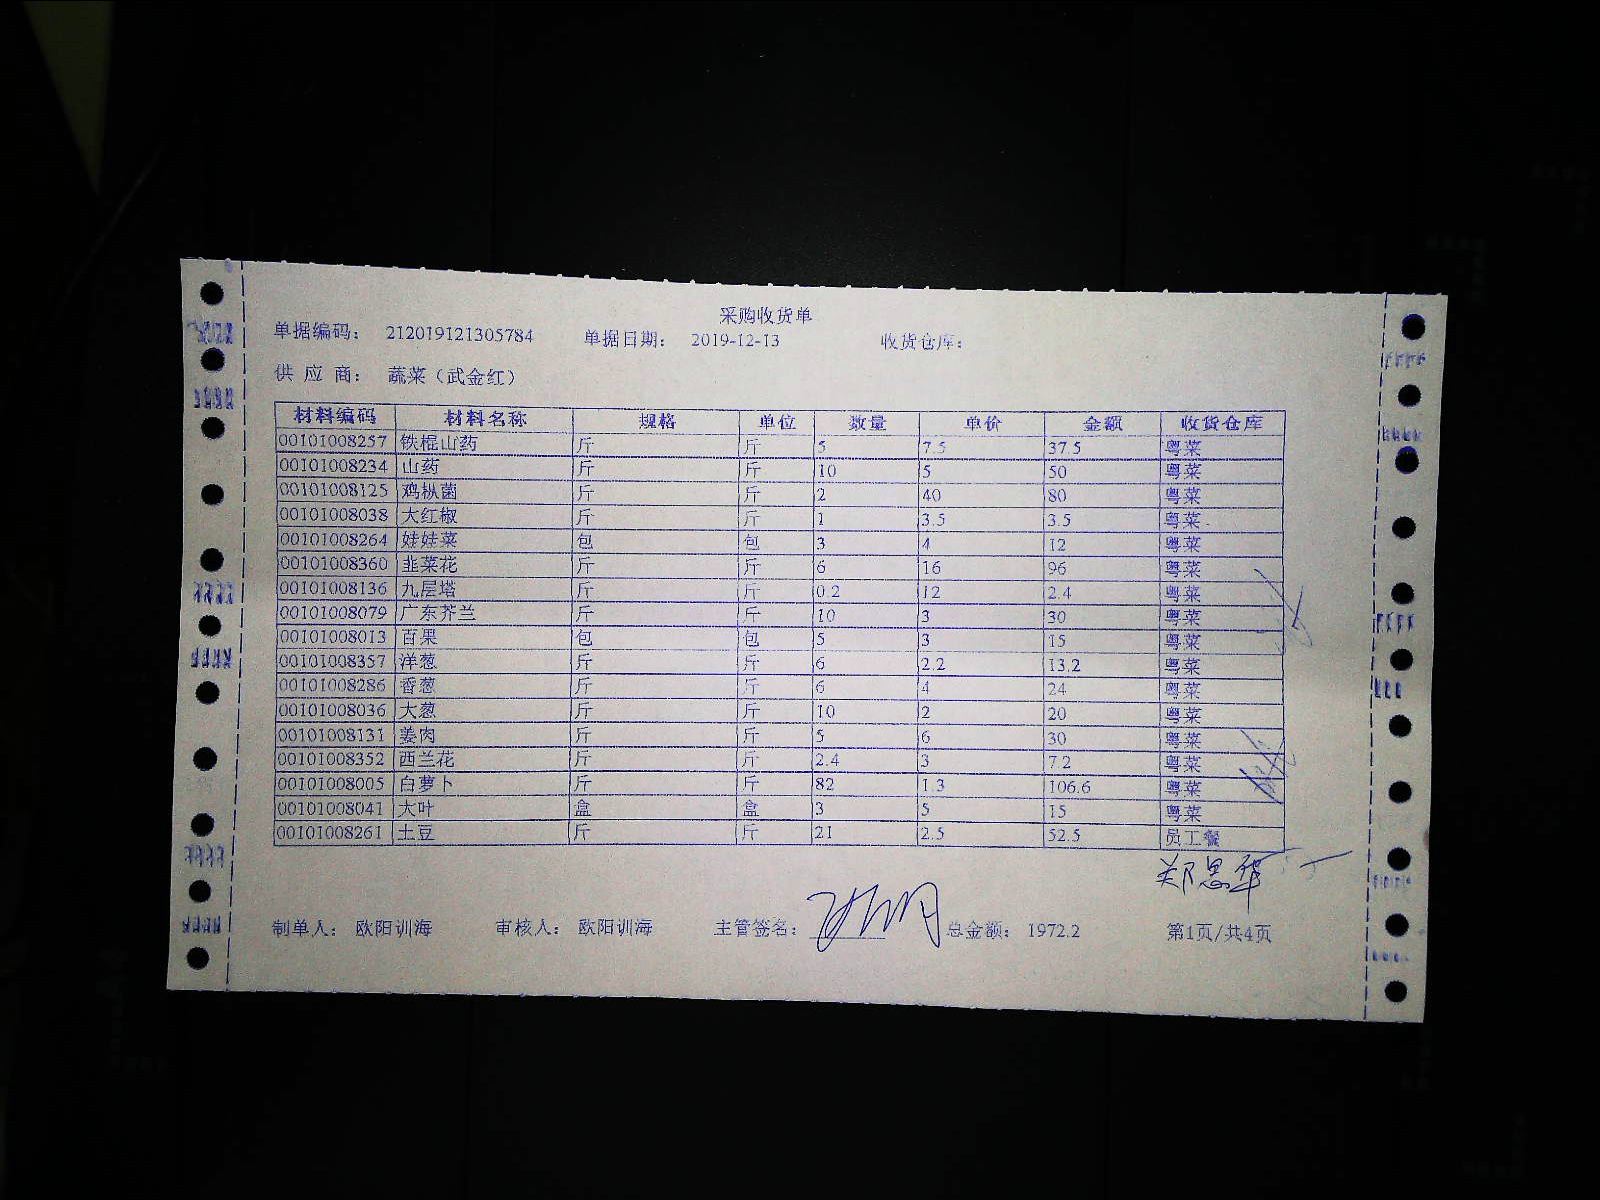 采购收货单
单据编码： 212019121305784 单据日期： 2019-12-13 收货仓库：
供 应 商： 蔬菜（武金红）
材料编码 材料名称 规格 单位 数量 单价 金额 收货仓库
00101008257 铁棍山药 斤 斤 5 7.5 37.5 粤菜
00101008234 山药 斤 斤 10 5 50 粤菜
00101008125 鸡枞菌 斤 斤 2 40 80 粤菜
00101008038 大红椒 斤 斤 1 3.5 3.5 粤菜
00101008264 娃娃菜 包 包 3 4 12 粤菜
00101008360 韭菜花 斤 斤 6 16 96 粤菜
00101008136 九层塔 斤 斤 0.2 12 2.4 粤菜
00101008079 广东芥兰 斤 斤 10 3 30 粤菜
00101008013 百果 包 包 5 3 15 粤菜
00101008357 洋葱 斤 斤 6 2.2 13.2 粤菜
00101008286 香葱 斤 斤 6 4 24 粤菜
00101008036 大葱 斤 斤 10 2 20 粤菜
00101008131 姜肉 斤 斤 5 6 30 粤菜
00101008352 西兰花 斤 斤 2.4 3 7.2 粤菜
00101008005 白萝卜 斤 斤 82 1.3 106.6 粤菜
00101008041 大叶 盒 盒 3 5 15 粤菜
00101008261 土豆 斤 斤 21 2.5 52.5 员工餐
郑思华
制单人： 欧阳训海 审核人： 欧阳训海 主管签名： 总金额： 1972.2 第1页/共4页